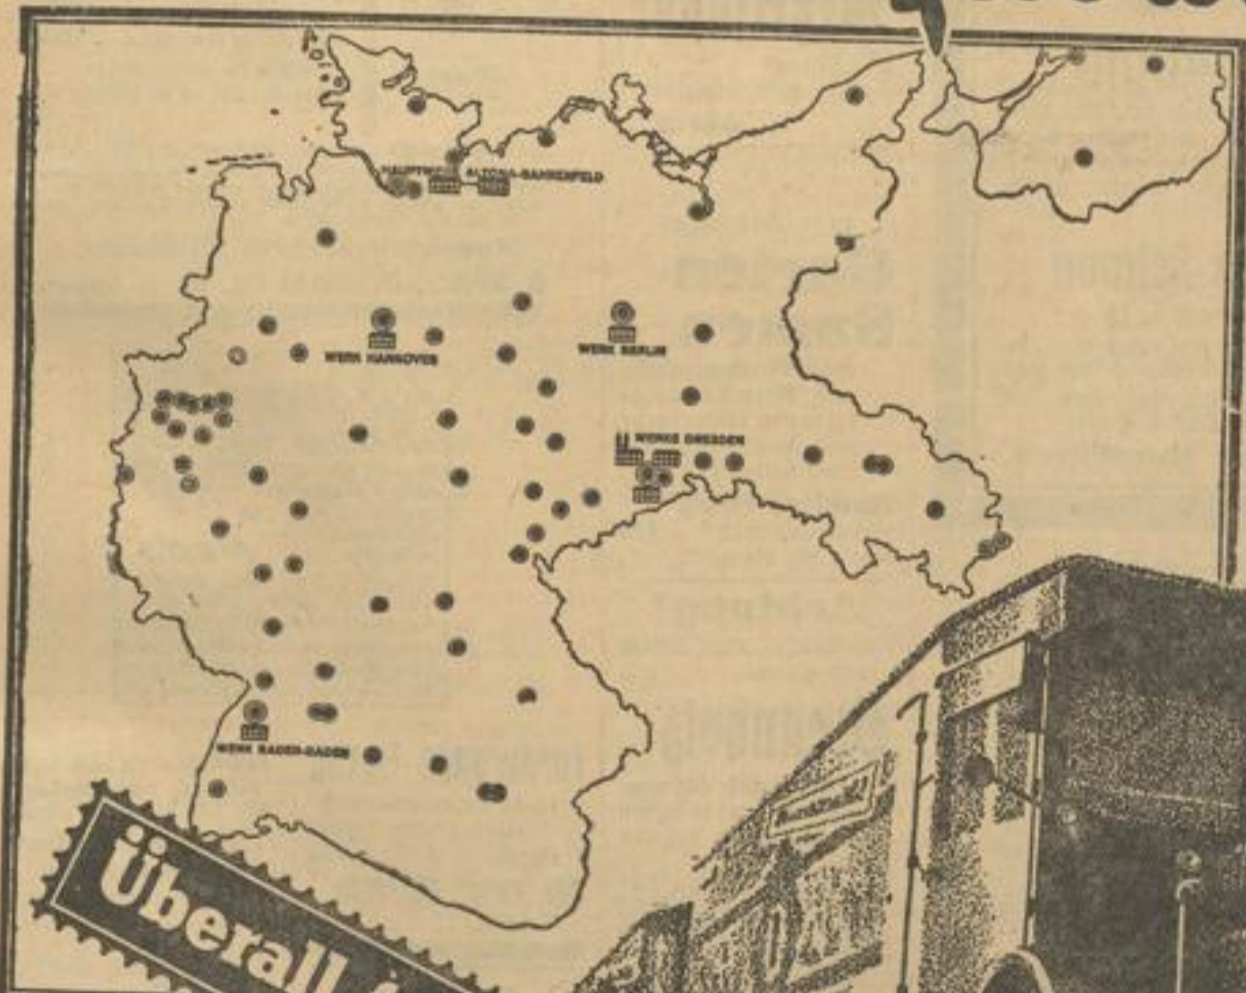 HAUPTWERK ALTONA-BAHRENFELD
WERK HANNOVER
WERK BERLIN
WERKE DRESDEN
WERK BADEN-BADEN
Überall